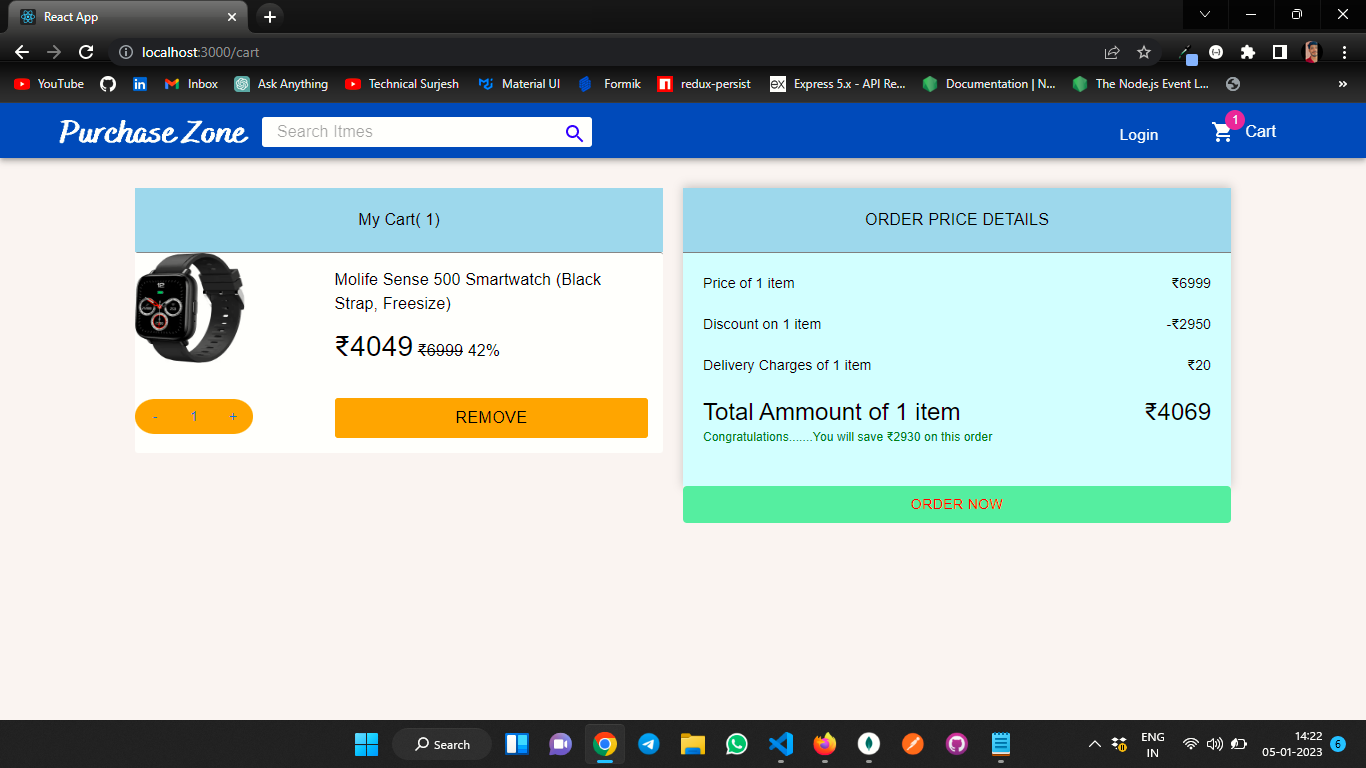 React App
localhost:3000/cart
YouTube
Inbox
Ask Anything
Technical Surjesh
Material UI
Formik
redux-persist
ex
Express 5.x - API Re...
Documentation | N...
The Node.js Event L...
»
Purchase Zone
Search Itmes
Login
1
Cart
My Cart( 1)
Molife Sense 500 Smartwatch (Black
Strap, Freesize)
₹4049 ₹6999 42%
- 1 +
REMOVE
ORDER PRICE DETAILS
Price of 1 item ₹6999
Discount on 1 item -₹2950
Delivery Charges of 1 item ₹20
Total Ammount of 1 item ₹4069
Congratulations.......You will save ₹2930 on this order
ORDER NOW
Search
ENG
IN
14:22
05-01-2023
6